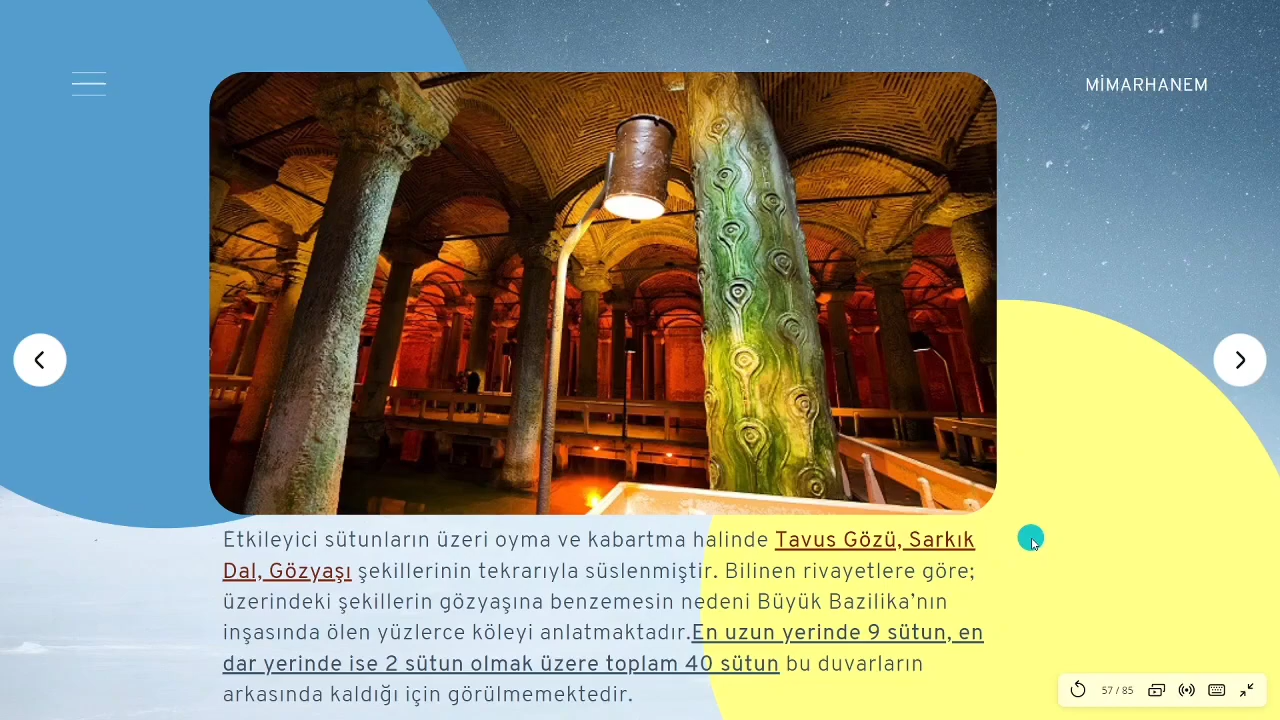 MİMARHANEM
Etkileyici sütunların üzeri oyma ve kabartma halinde Tavus Gözü, Sarkık
Dal, Gözyaşı şekillerinin tekrarıyla süslenmiştir. Bilinen rivayetlere göre;
üzerindeki şekillerin gözyaşına benzemesin nedeni Büyük Bazilika’nın
inşasında ölen yüzlerce köleyi anlatmaktadır.En uzun yerinde 9 sütun, en
dar yerinde ise 2 sütun olmak üzere toplam 40 sütun bu duvarların
arkasında kaldığı için görülmemektedir.
57 / 85